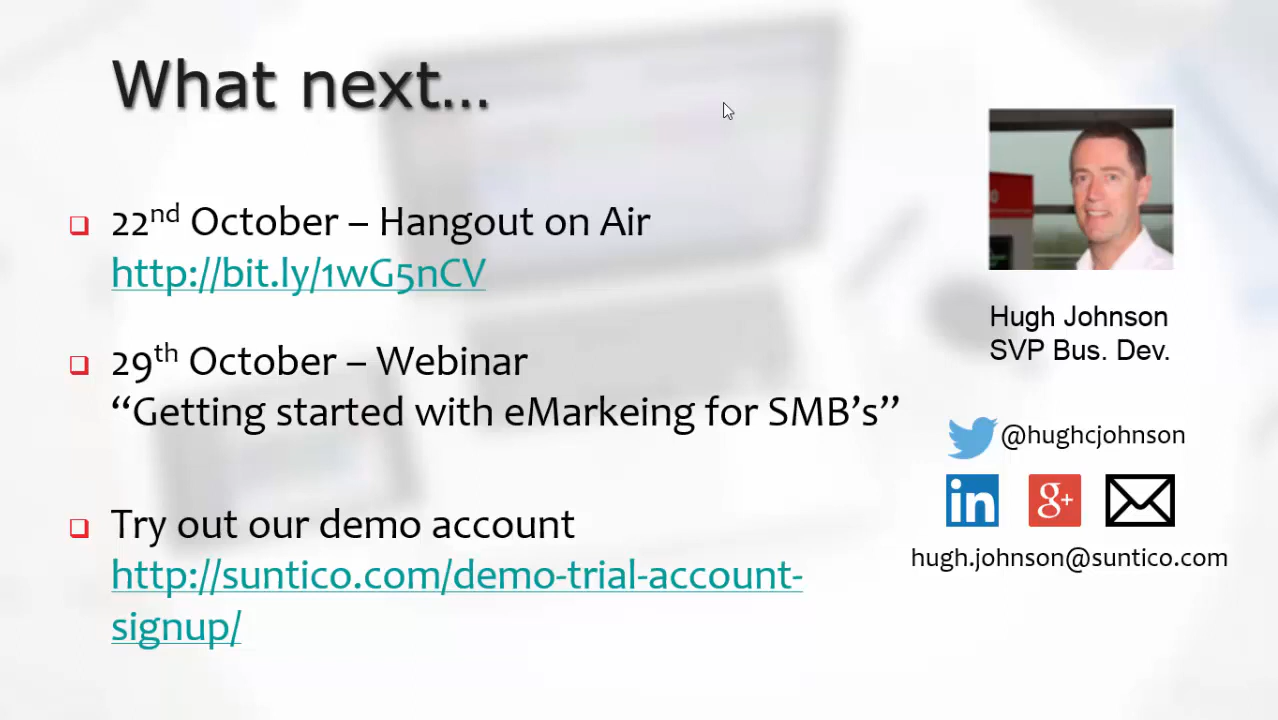 What next...
22nd October – Hangout on Air
http://bit.ly/1wG5nCV
29th October – Webinar
“Getting started with eMarkeing for SMB’s”
Try out our demo account
http://suntico.com/demo-trial-account-
signup/
Hugh Johnson
SVP Bus. Dev.
@hughcjohnson
in g+
hugh.johnson@suntico.com